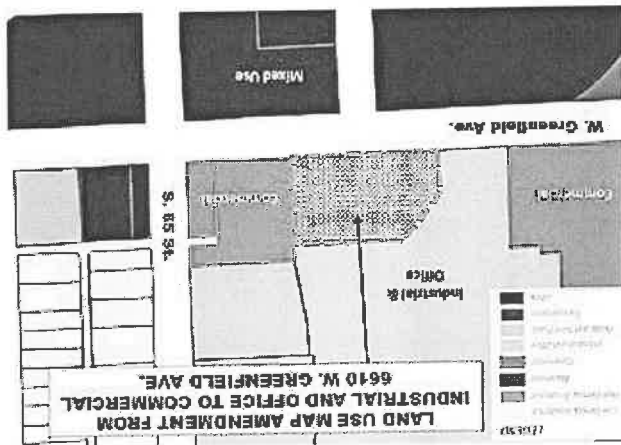 LAND USE MAP AMENDMENT FROM
INDUSTRIAL AND OFFICE TO COMMERCIAL
6610 W. GREENFIELD AVE.
LEGEND
Industrial &
Office
Commercial
Commercial
S. 65 St.
W. Greenfield Ave.
Mixed Use